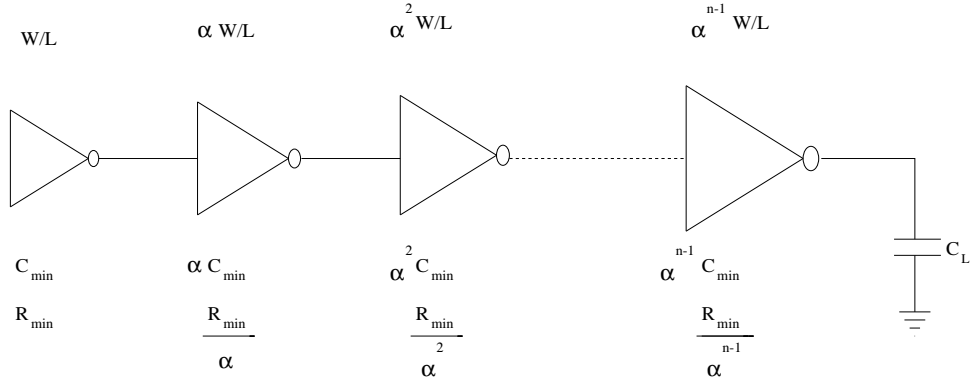 W/L α W/L α² W/L αⁿ⁻¹ W/L
C_min α C_min α² C_min αⁿ⁻¹ C_min C_L
R_min R_min/α R_min/α² R_min/αⁿ⁻¹